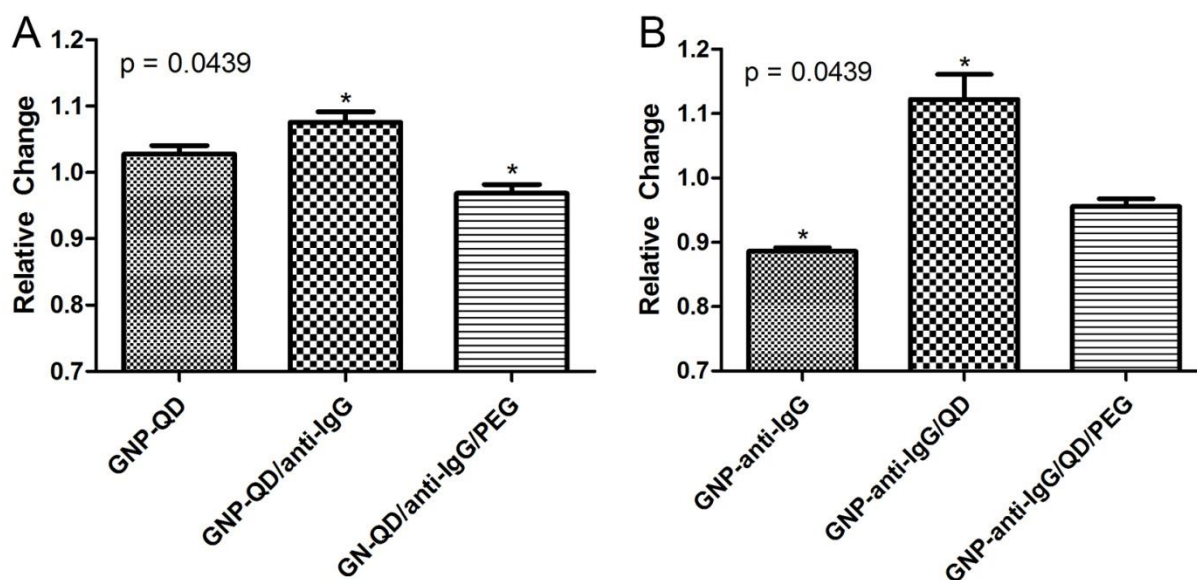 A
p = 0.0439
Relative Change
1.2
1.1
1.0
0.9
0.8
0.7
*
*
GNP-QD
GNP-QD/anti-IgG
GN-QD/anti-IgG/PEG
B
p = 0.0439
Relative Change
1.2
1.1
1.0
0.9
0.8
0.7
*
*
GNP-anti-IgG
GNP-anti-IgG/QD
GNP-anti-IgG/QD/PEG